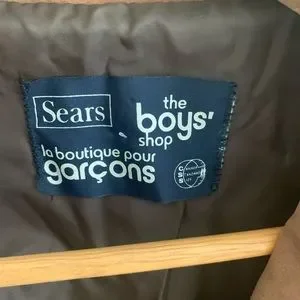 Sears
the
boys'
shop
la boutique pour
garçons